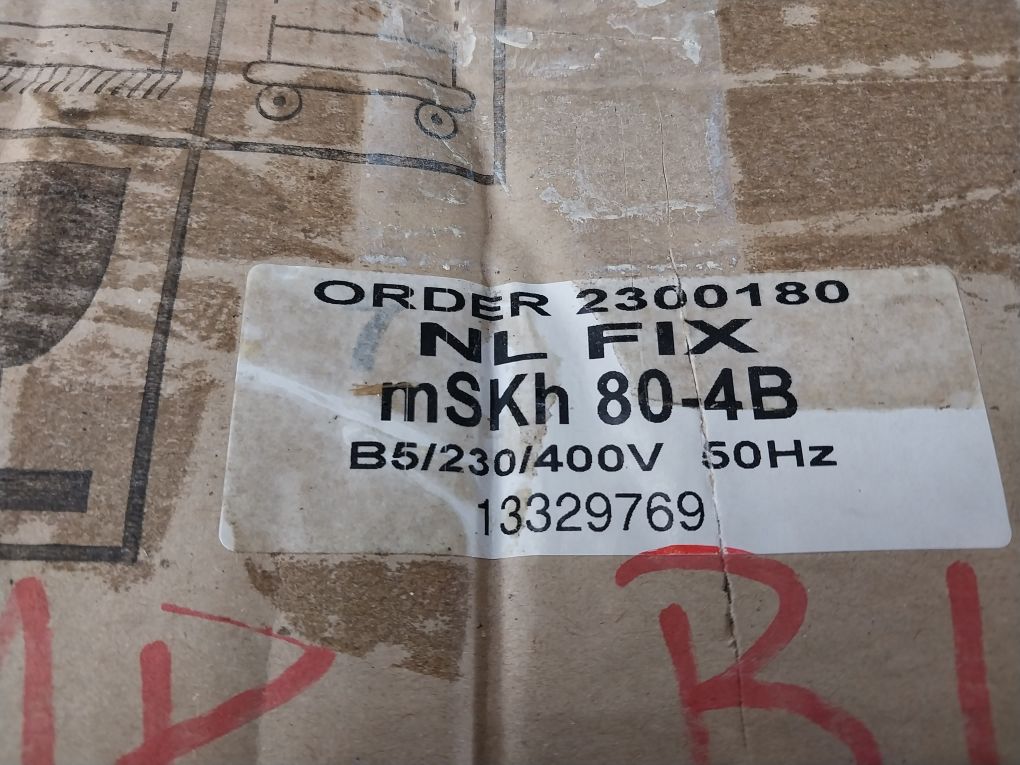 ORDER 2300180
NL FIX
mSKh 80-4B
B5/230/400V 50Hz
13329769